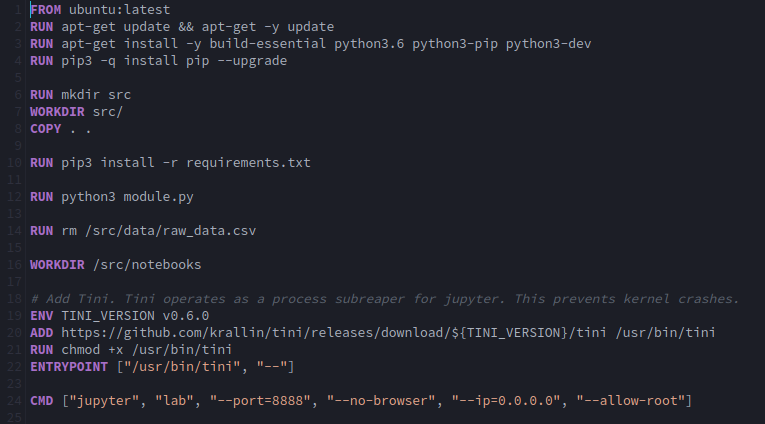 1 FROM ubuntu:latest
2 RUN apt-get update && apt-get -y update
3 RUN apt-get install -y build-essential python3.6 python3-pip python3-dev
4 RUN pip3 -q install pip --upgrade
5
6 RUN mkdir src
7 WORKDIR src/
8 COPY . .
9
10 RUN pip3 install -r requirements.txt
11
12 RUN python3 module.py
13
14 RUN rm /src/data/raw_data.csv
15
16 WORKDIR /src/notebooks
17
18 # Add Tini. Tini operates as a process subreaper for jupyter. This prevents kernel crashes.
19 ENV TINI_VERSION v0.6.0
20 ADD https://github.com/krallin/tini/releases/download/${TINI_VERSION}/tini /usr/bin/tini
21 RUN chmod +x /usr/bin/tini
22 ENTRYPOINT ["/usr/bin/tini", "--"]
23
24 CMD ["jupyter", "lab", "--port=8888", "--no-browser", "--ip=0.0.0.0", "--allow-root"]
25